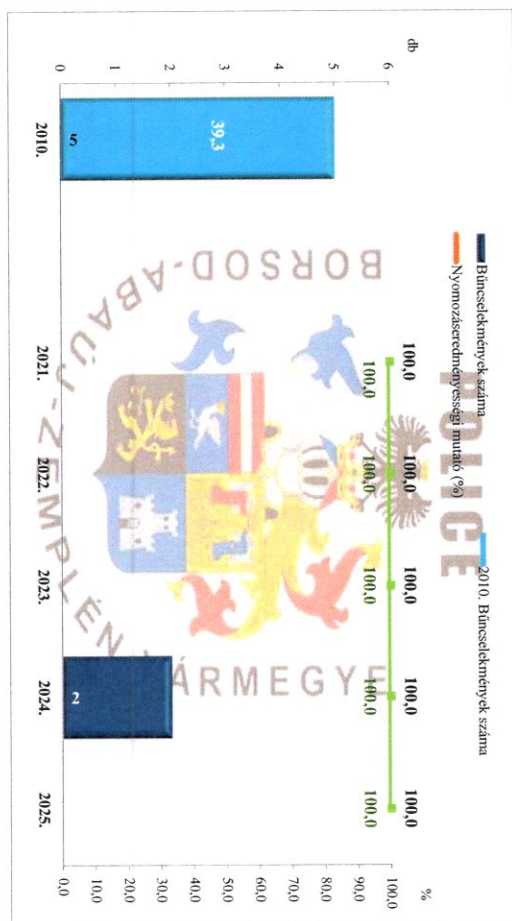 Bűncselekmények száma
2010. Bűncselekmények száma
Nyomozáseredményességi mutató (%)
db
%
6
5
4
3
2
1
0
100,0
90,0
80,0
70,0
60,0
50,0
40,0
30,0
20,0
10,0
0,0
39,3
5
100,0 100,0 100,0 100,0 100,0
100,0 100,0 100,0 100,0 100,0
2
2010. 2021. 2022. 2023. 2024. 2025.
POLICE
BORSOD-ABAÚJ-ZEMPLÉN VÁRMEGYE